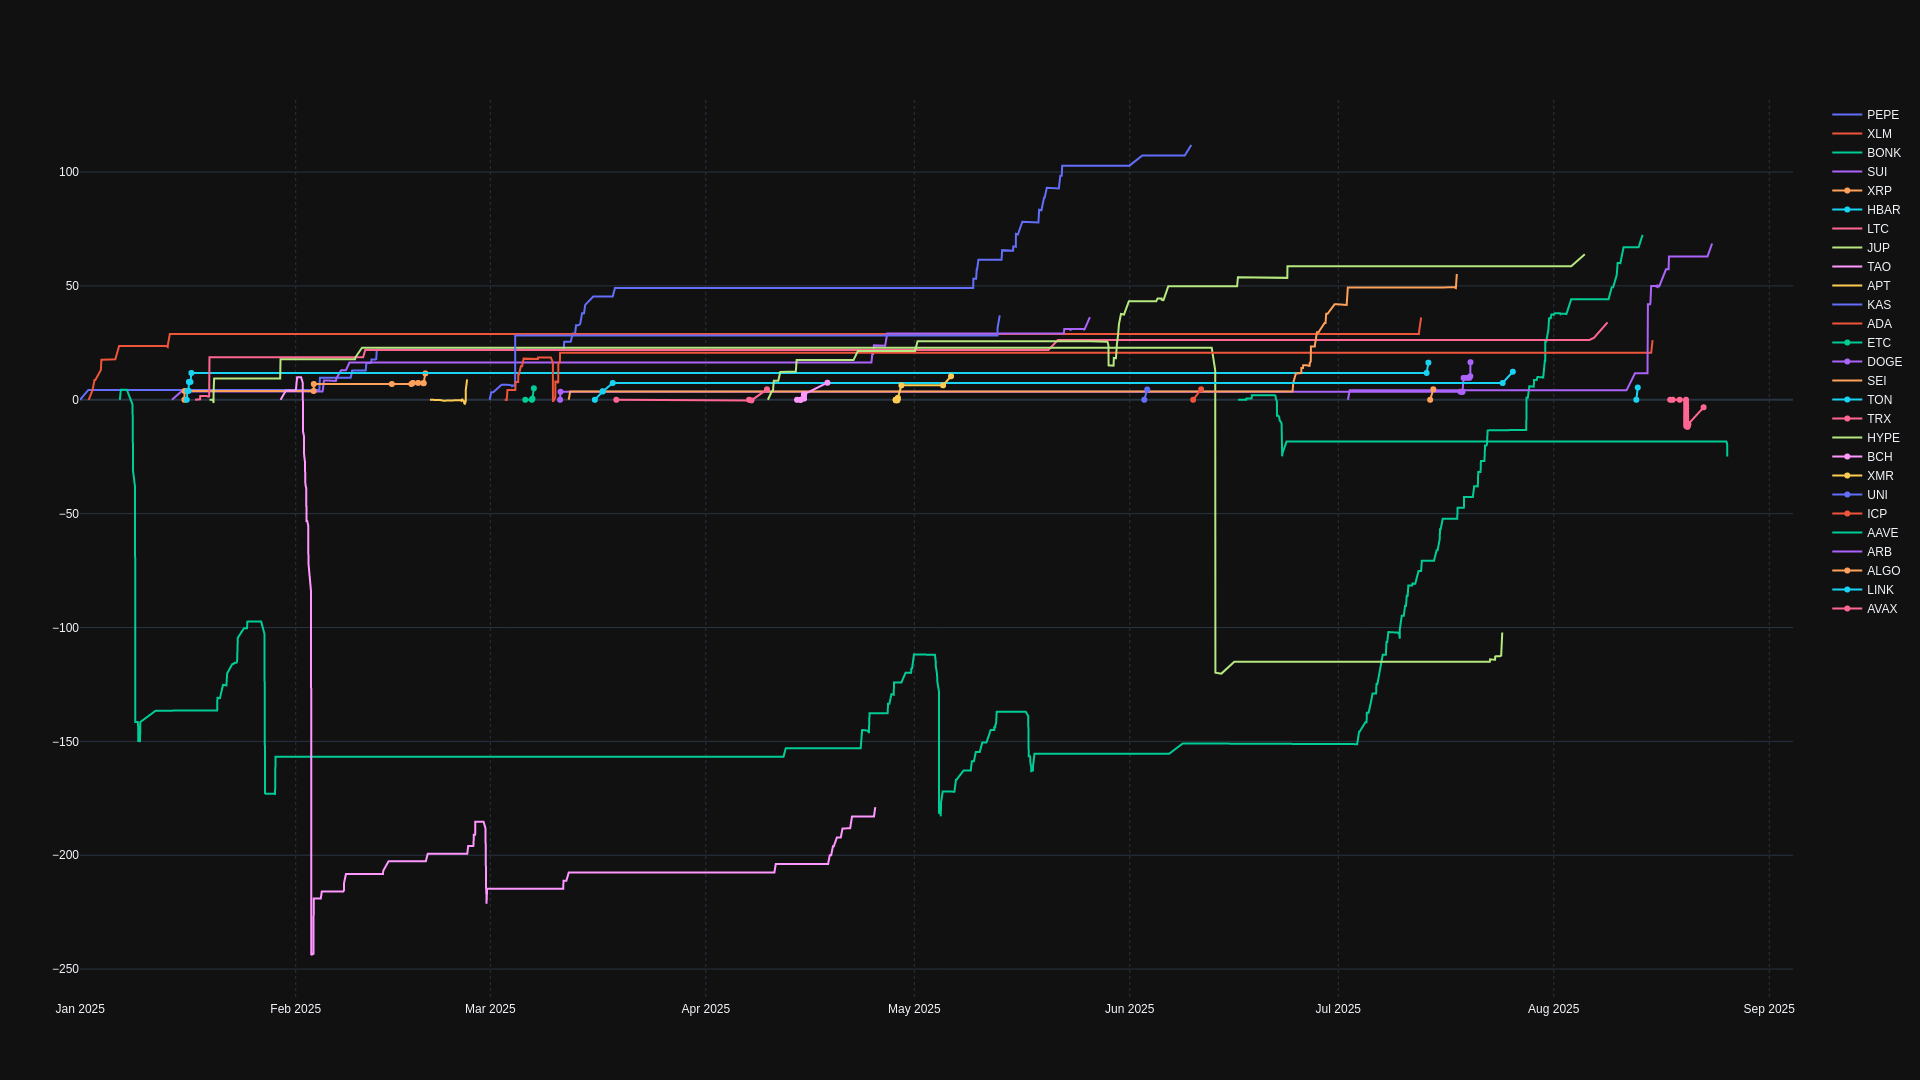 100
50
0
−50
−100
−150
−200
−250
Jan 2025
Feb 2025
Mar 2025
Apr 2025
May 2025
Jun 2025
Jul 2025
Aug 2025
Sep 2025
PEPE
XLM
BONK
SUI
XRP
HBAR
LTC
JUP
TAO
APT
KAS
ADA
ETC
DOGE
SEI
TON
TRX
HYPE
BCH
XMR
UNI
ICP
AAVE
ARB
ALGO
LINK
AVAX